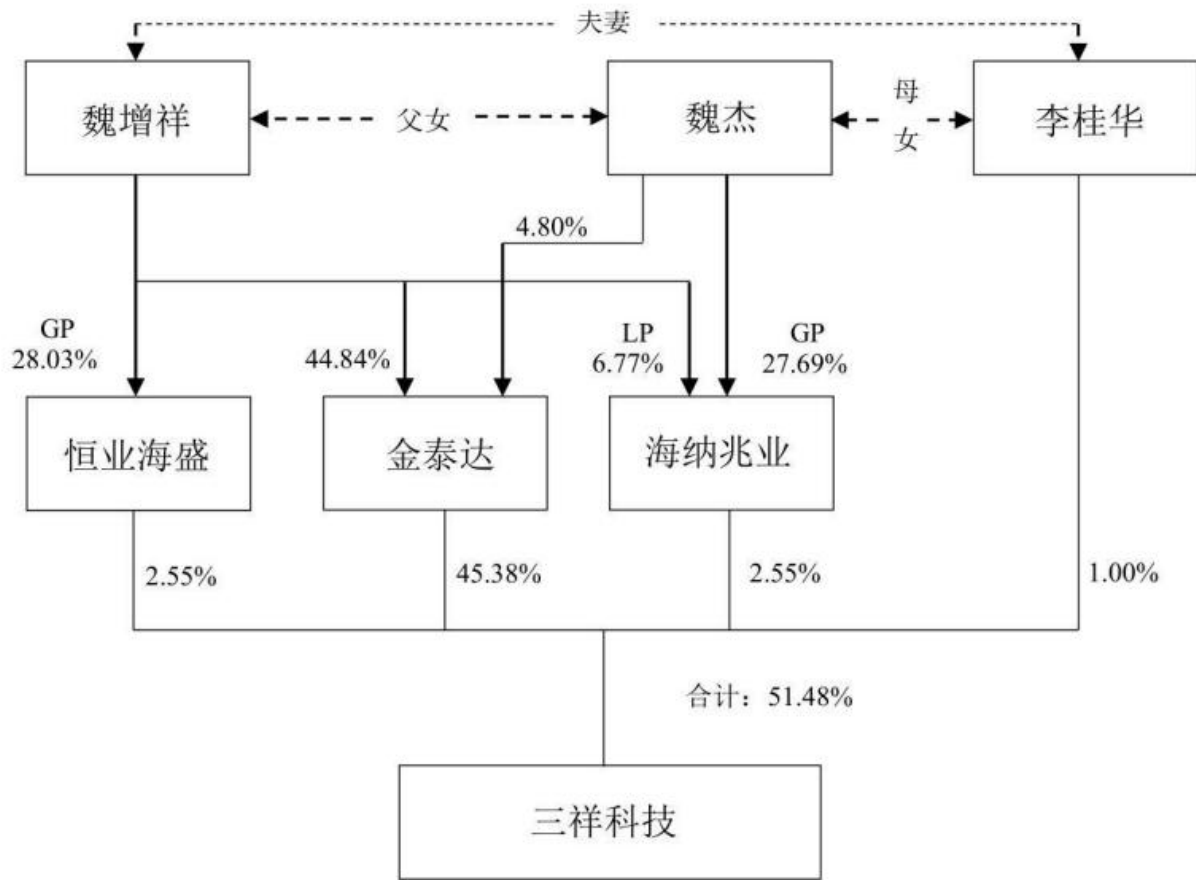 夫妻
魏增祥
父女
魏杰
母
女
李桂华
4.80%
GP
28.03%
44.84%
LP
6.77%
GP
27.69%
恒业海盛
金泰达
海纳兆业
2.55%
45.38%
2.55%
1.00%
合计：51.48%
三祥科技